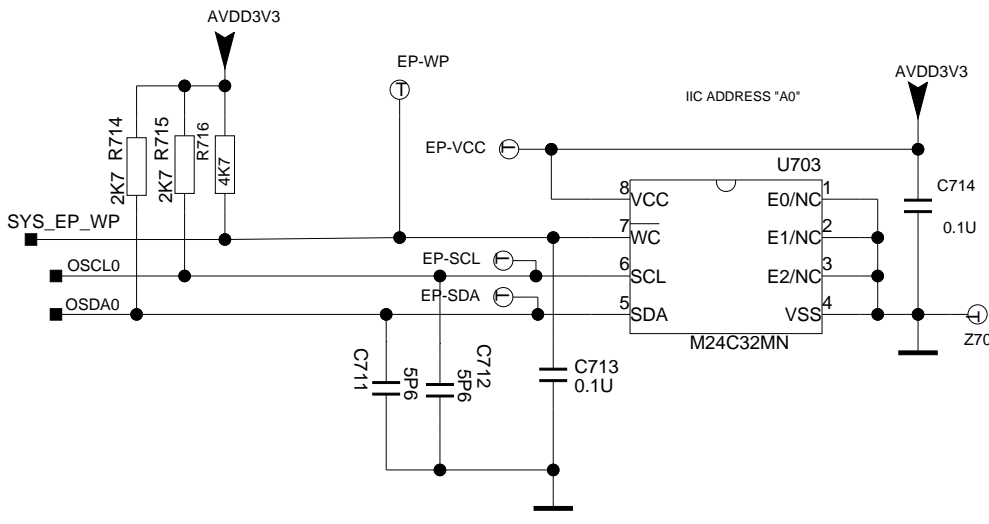 AVDD3V3
EP-WP
AVDD3V3
IIC ADDRESS "A0"
R714
2K7
R715
2K7
R716
4K7
EP-VCC
U703
C714
0.1U
SYS_EP_WP
8
VCC
E0/NC
1
7
WC
E1/NC
2
OSCL0
EP-SCL
6
SCL
E2/NC
3
OSDA0
EP-SDA
5
SDA
VSS
4
Z70
M24C32MN
C711
5P6
C712
5P6
C713
0.1U